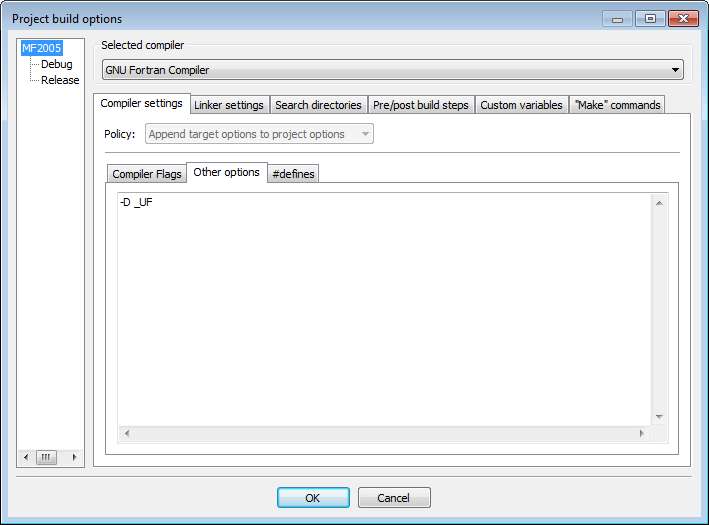 Project build options
MF2005
Debug
Release
Selected compiler
GNU Fortran Compiler
Compiler settings Linker settings Search directories Pre/post build steps Custom variables "Make" commands
Policy: Append target options to project options
Compiler Flags Other options #defines
-D _UF
OK Cancel